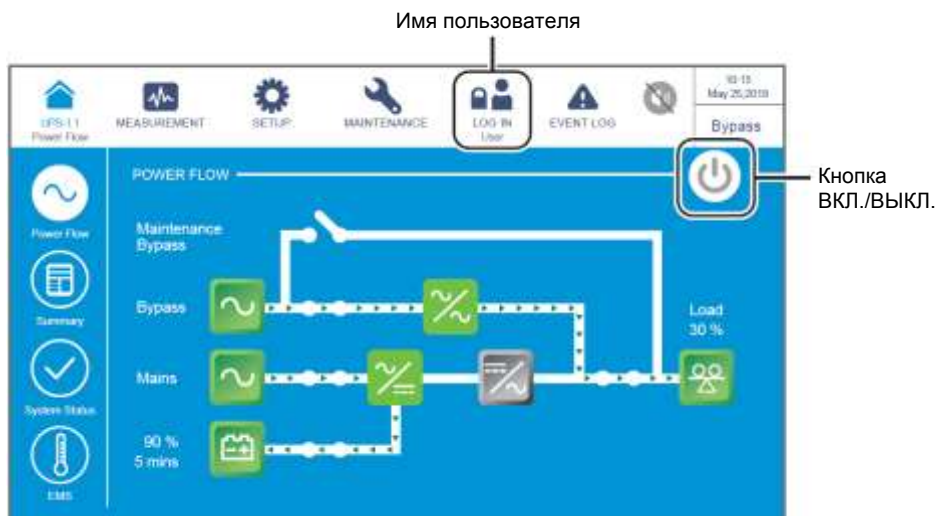 Имя пользователя
10:15
May 25,2018
UPS-1.1
Power Flow
MEASUREMENT
SETUP
MAINTENANCE
LOG IN
User
EVENT LOG
Bypass
POWER FLOW
Кнопка
ВКЛ./ВЫКЛ.
Power Flow
Maintenance
Bypass
Summary
Bypass
Load
30 %
Mains
System Status
90 %
5 mins
EMS